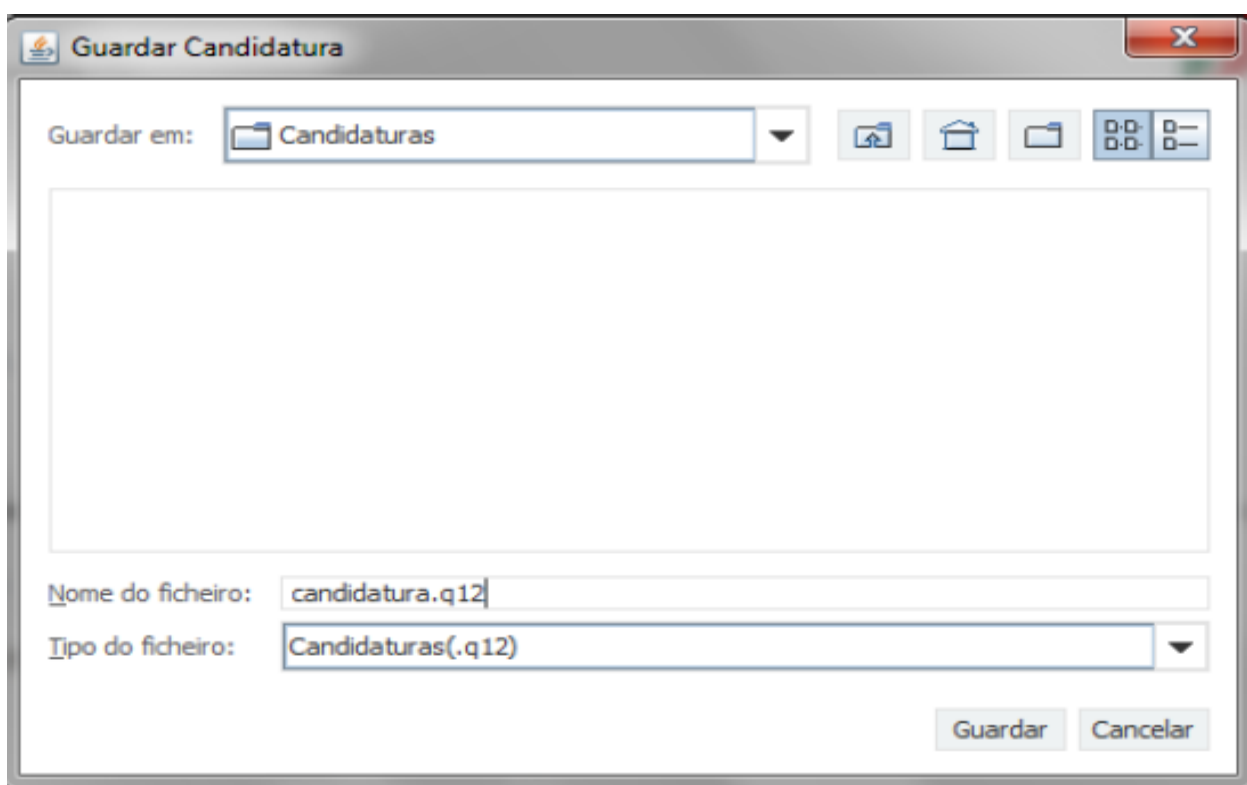 Guardar Candidatura
Guardar em: Candidaturas
Nome do ficheiro: candidatura.q12
Tipo do ficheiro: Candidaturas(.q12)
Guardar Cancelar